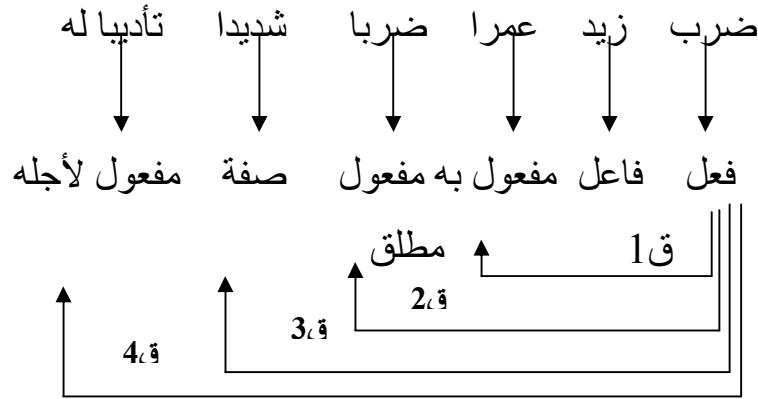 ضرب زيد عمرا ضربا شديدا تأديبا له
فعل فاعل مفعول به مفعول صفة مفعول لأجله
ق1 مطلق
ق2
ق3
ق4